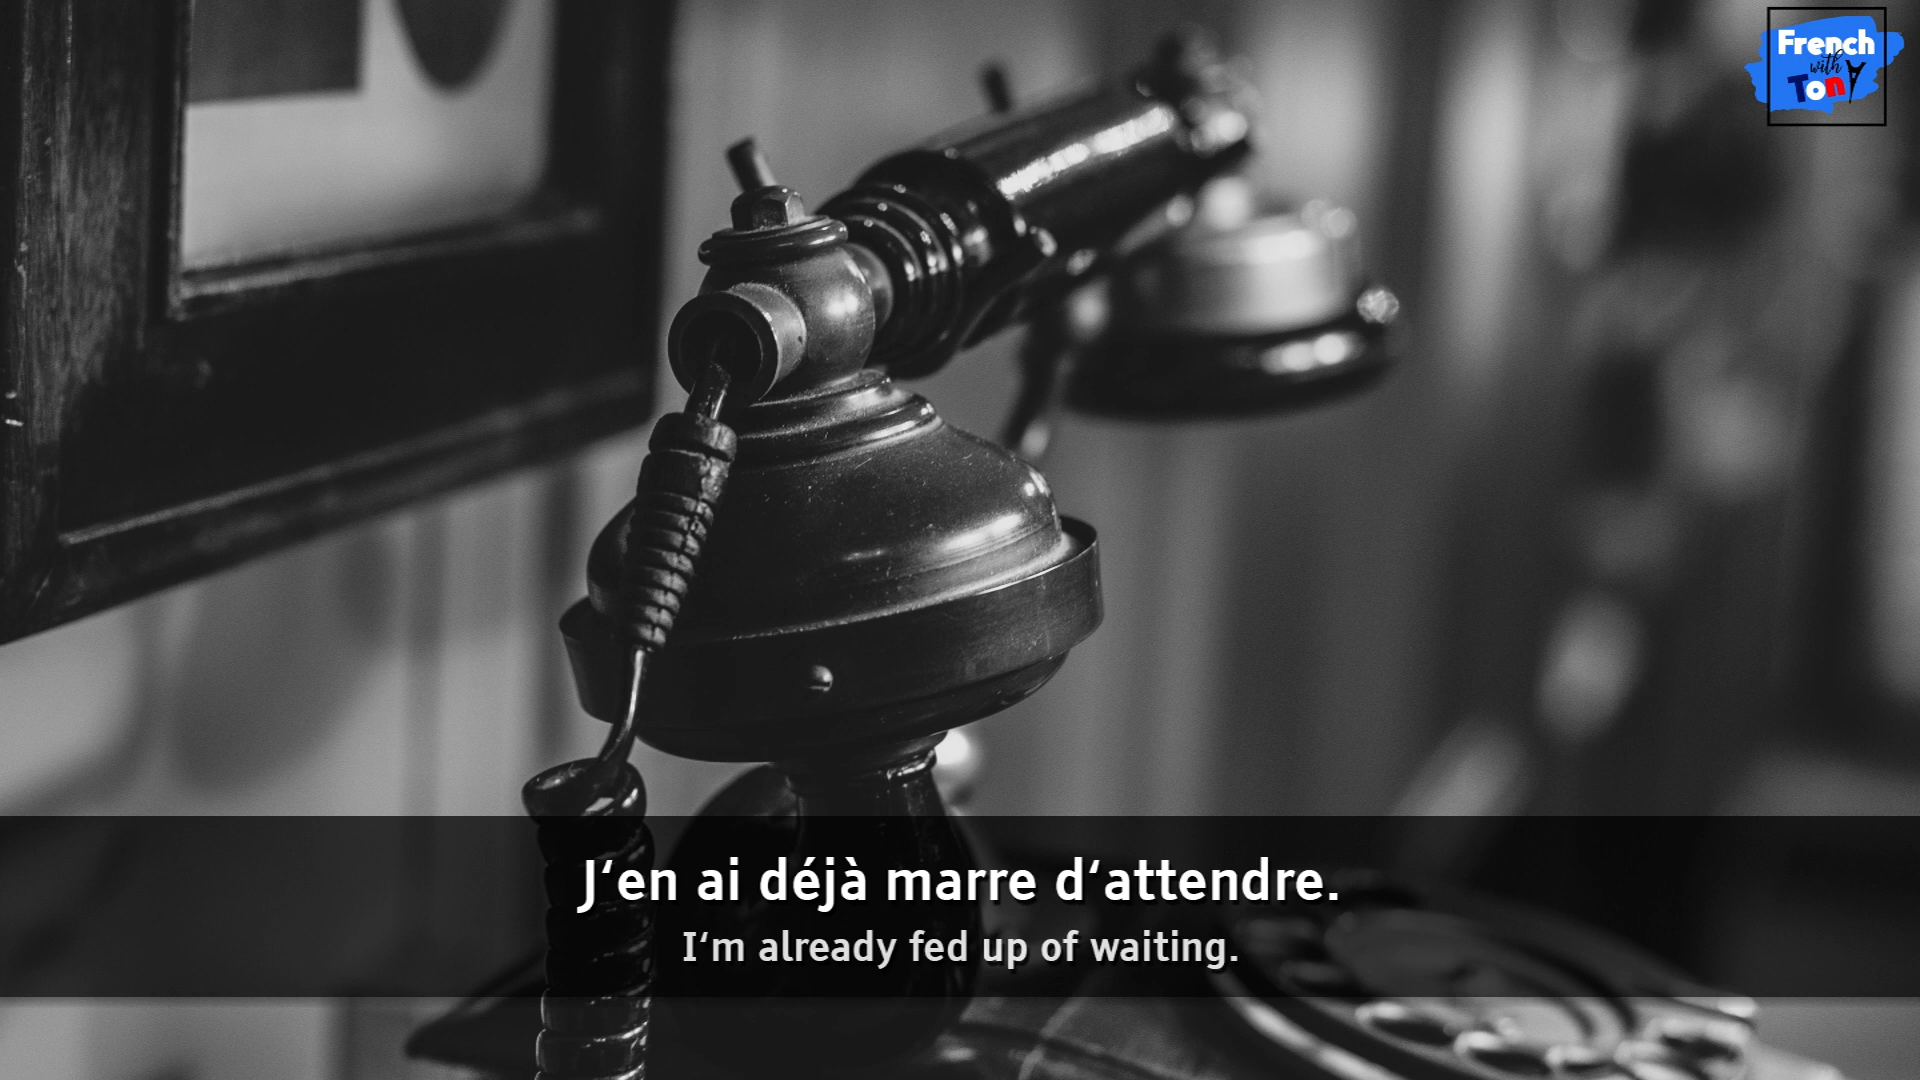 French
with
Tony
J‘en ai déjà marre d‘attendre.
I‘m already fed up of waiting.